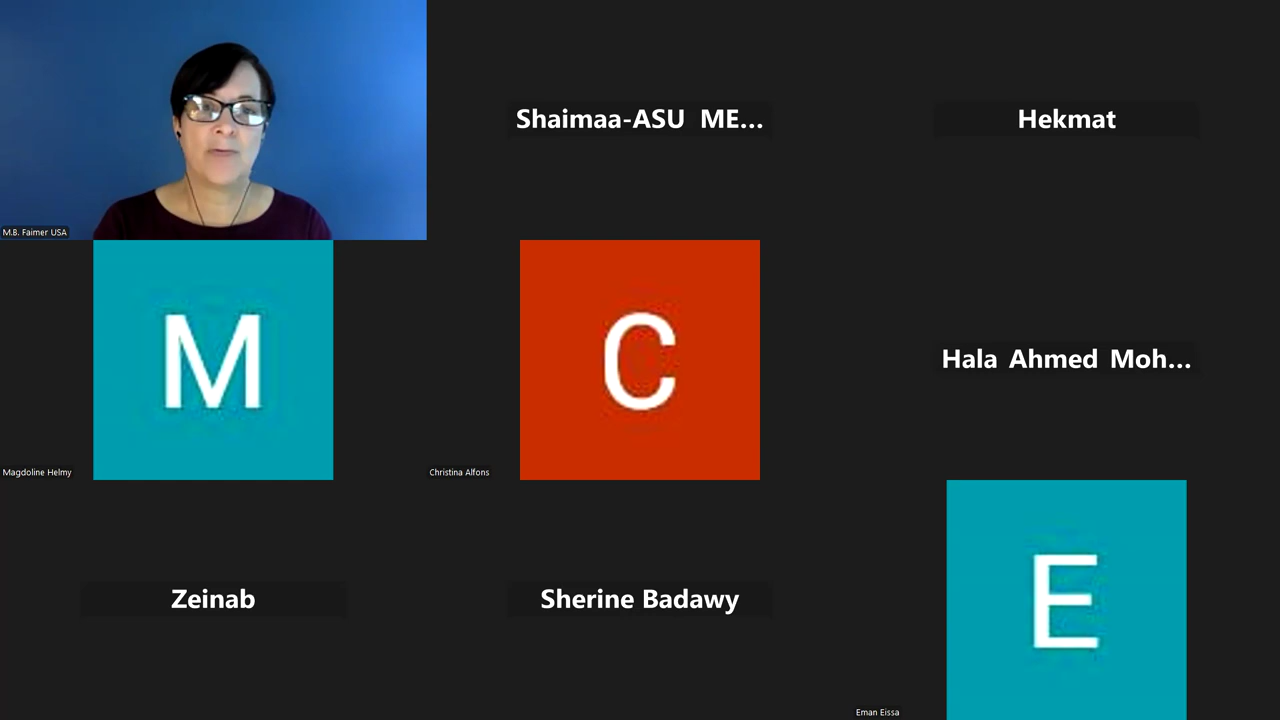 Shaimaa-ASU ME...
Hekmat
M.B. Faimer USA
M
C
Hala Ahmed Moh...
Magdoline Helmy
Christina Alfons
Zeinab
Sherine Badawy
E
Eman Eissa